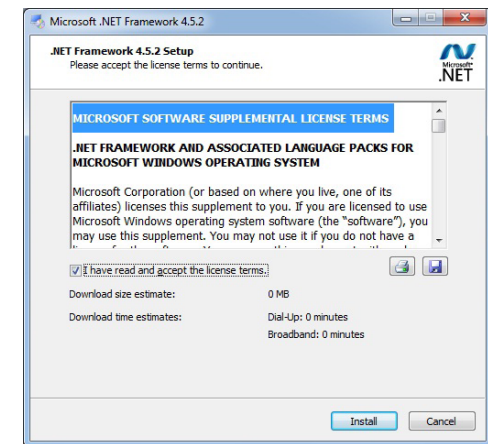 Microsoft .NET Framework 4.5.2
.NET Framework 4.5.2 Setup
Please accept the license terms to continue.
Microsoft
.NET
MICROSOFT SOFTWARE SUPPLEMENTAL LICENSE TERMS
.NET FRAMEWORK AND ASSOCIATED LANGUAGE PACKS FOR
MICROSOFT WINDOWS OPERATING SYSTEM
Microsoft Corporation (or based on where you live, one of its
affiliates) licenses this supplement to you. If you are licensed to use
Microsoft Windows operating system software (the “software”), you
may use this supplement. You may not use it if you do not have a
I have read and accept the license terms.
Download size estimate: 0 MB
Download time estimates: Dial-Up: 0 minutes
Broadband: 0 minutes
Install Cancel